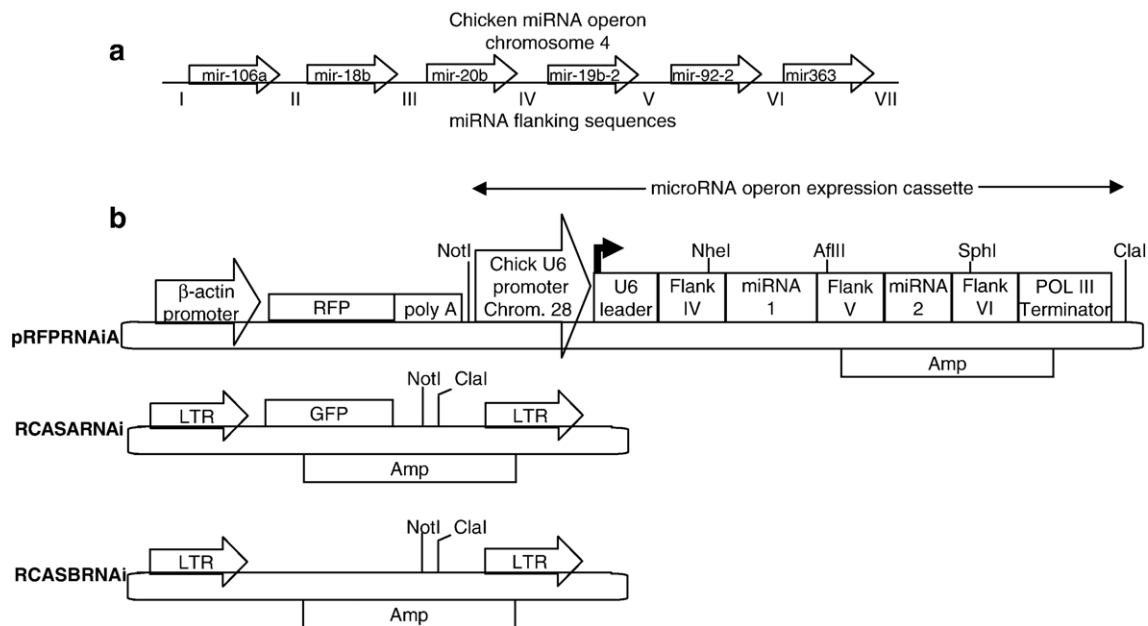 Chicken miRNA operon
chromosome 4
a
mir-106a mir-18b mir-20b mir-19b-2 mir-92-2 mir363
I II III IV V VI VII
miRNA flanking sequences
microRNA operon expression cassette
b
NotI NheI AflII SphI ClaI
β-actin promoter
RFP
poly A
Chick U6 promoter Chrom. 28
U6 leader
Flank IV
miRNA 1
Flank V
miRNA 2
Flank VI
POL III Terminator
pRFPRNAiA
Amp
NotI ClaI
LTR GFP LTR
RCASARNAi
Amp
NotI ClaI
LTR LTR
RCASBRNAi
Amp